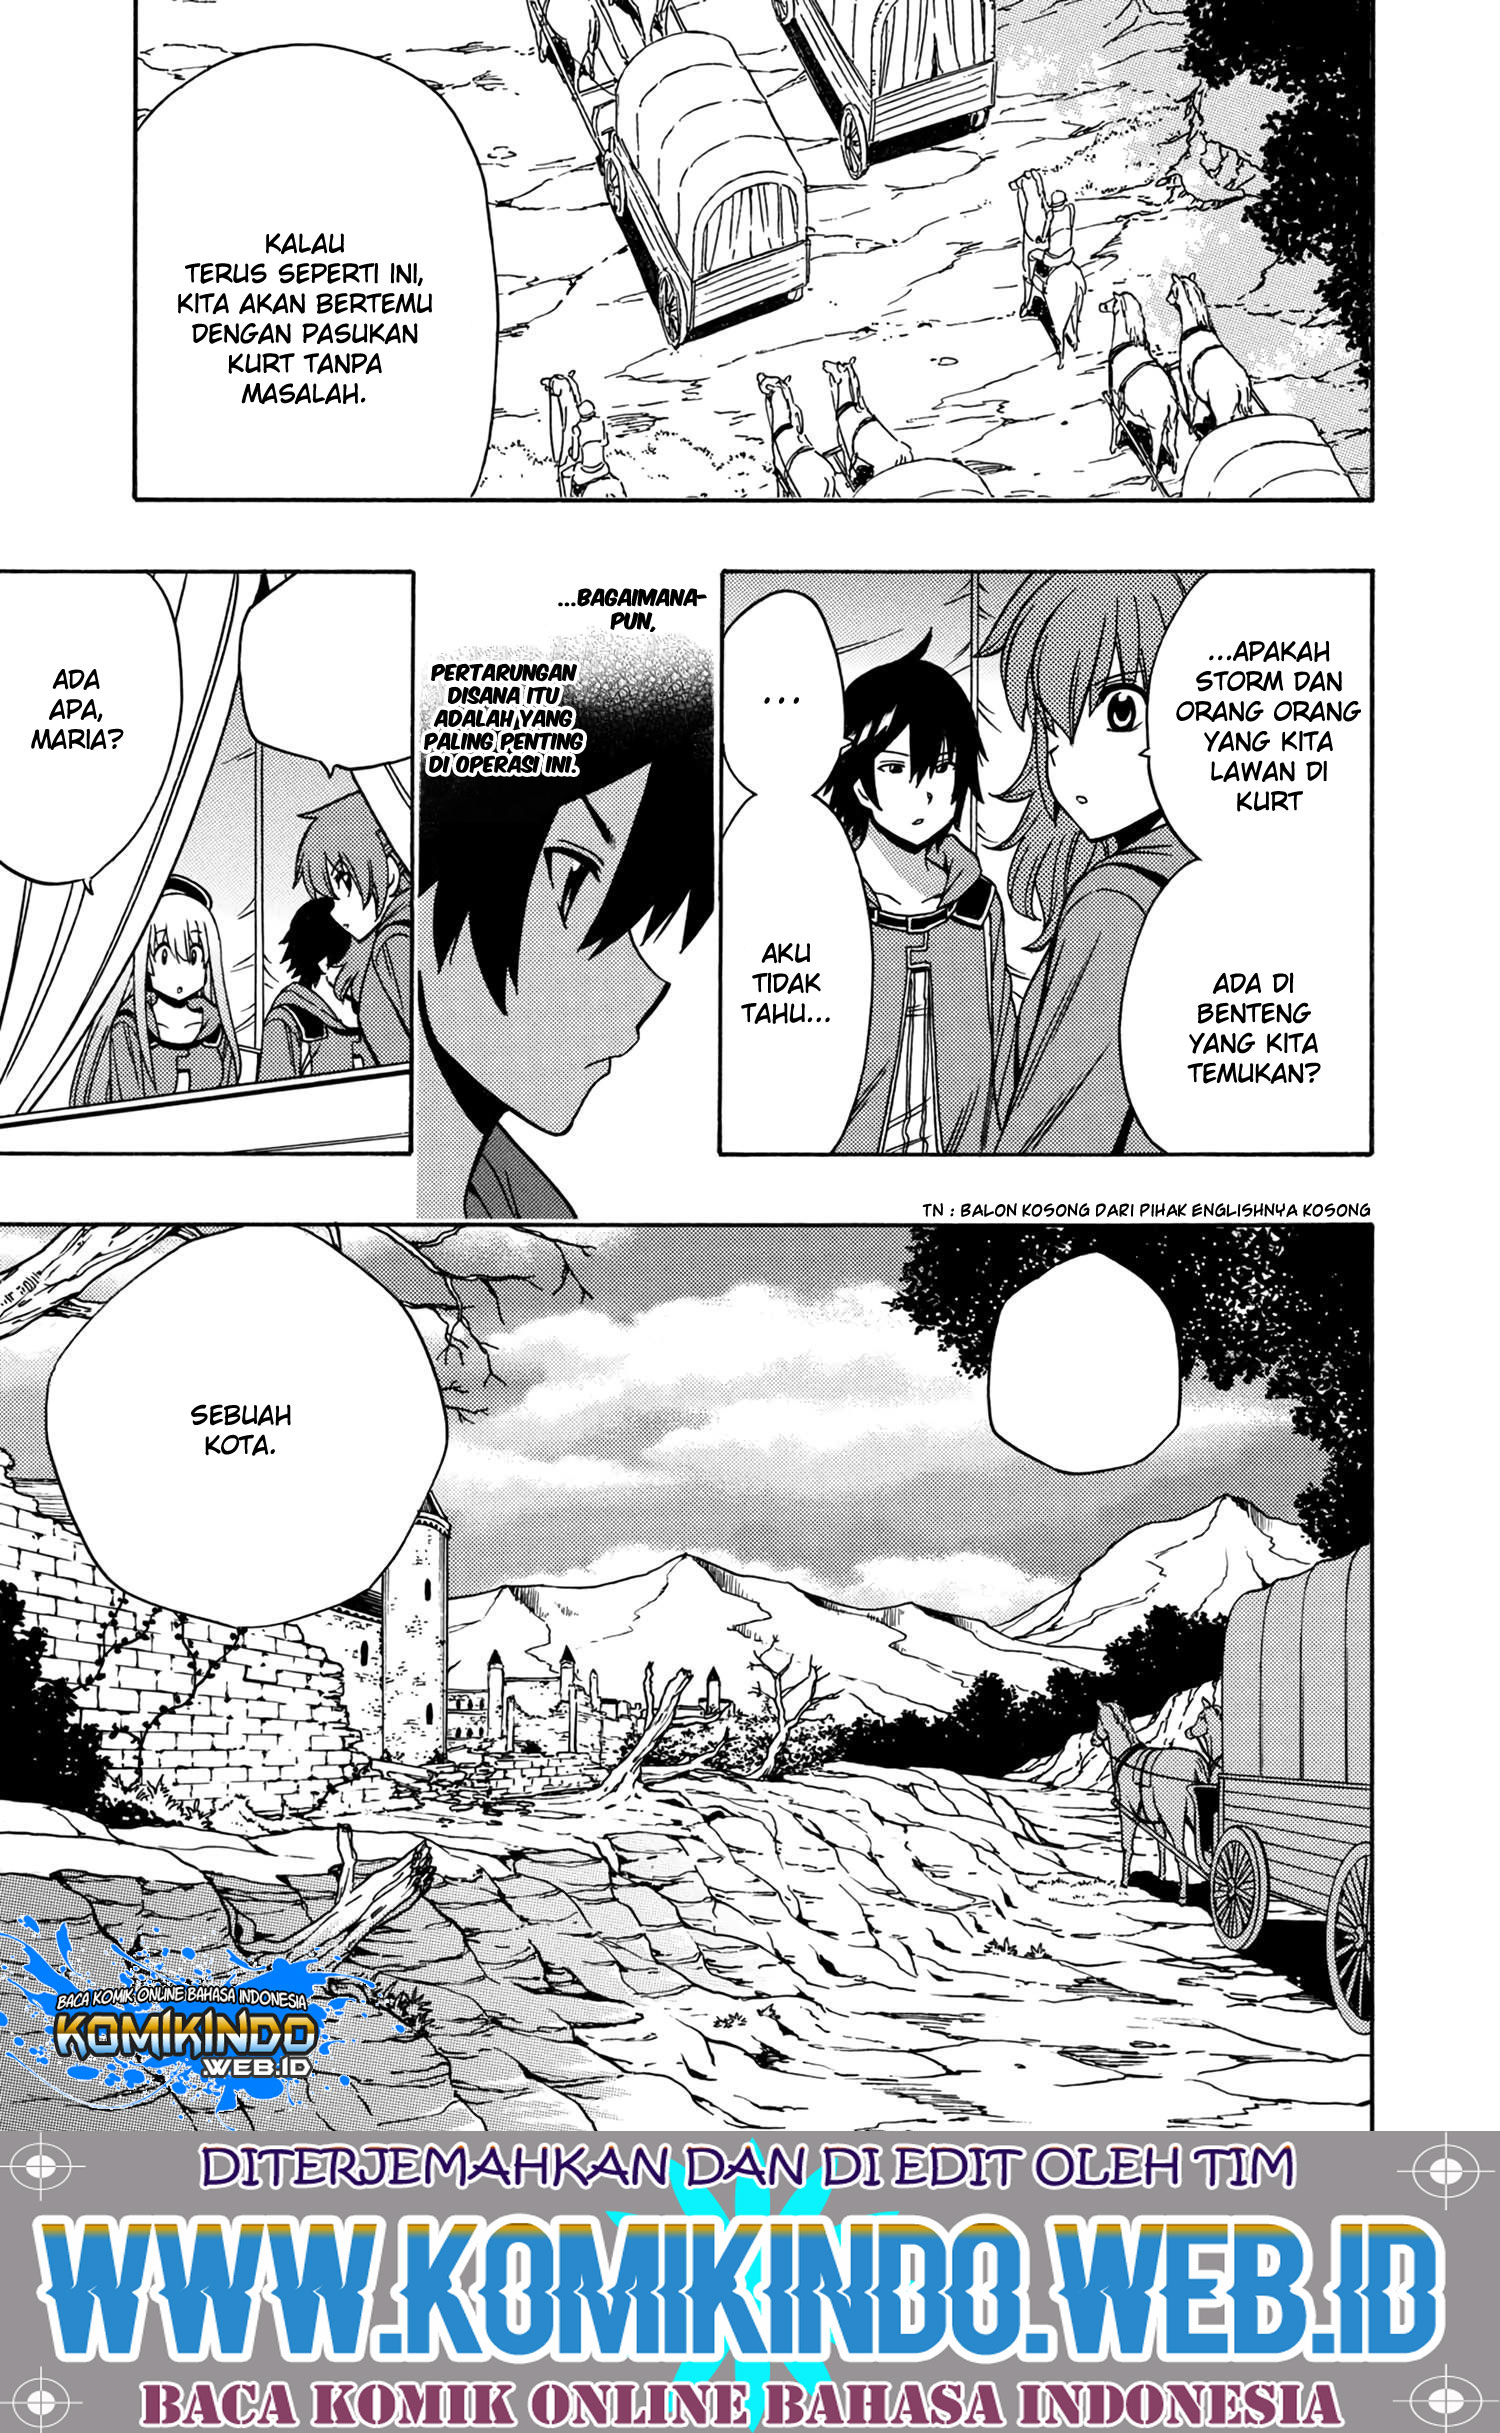 KALAU
TERUS SEPERTI INI,
KITA AKAN BERTEMU
DENGAN PASUKAN
KURT TANPA
MASALAH.
...APAKAH
STORM DAN
ORANG ORANG
YANG KITA
LAWAN DI
KURT
ADA DI
BENTENG
YANG KITA
TEMUKAN?
...
AKU
TIDAK
TAHU...
...BAGAIMANA-
PUN,
PERTARUNGAN
DISANA ITU
ADALAH YANG
PALING PENTING
DI OPERASI INI.
ADA
APA,
MARIA?
TN : BALON KOSONG DARI PIHAK ENGLISHNYA KOSONG
SEBUAH
KOTA.
BACA KOMIK ONLINE BAHASA INDONESIA
KOMIKINDO
.WEB.ID
DITERJEMAHKAN DAN DI EDIT OLEH TIM
WWW.KOMIKINDO.WEB.ID
BACA KOMIK ONLINE BAHASA INDONESIA